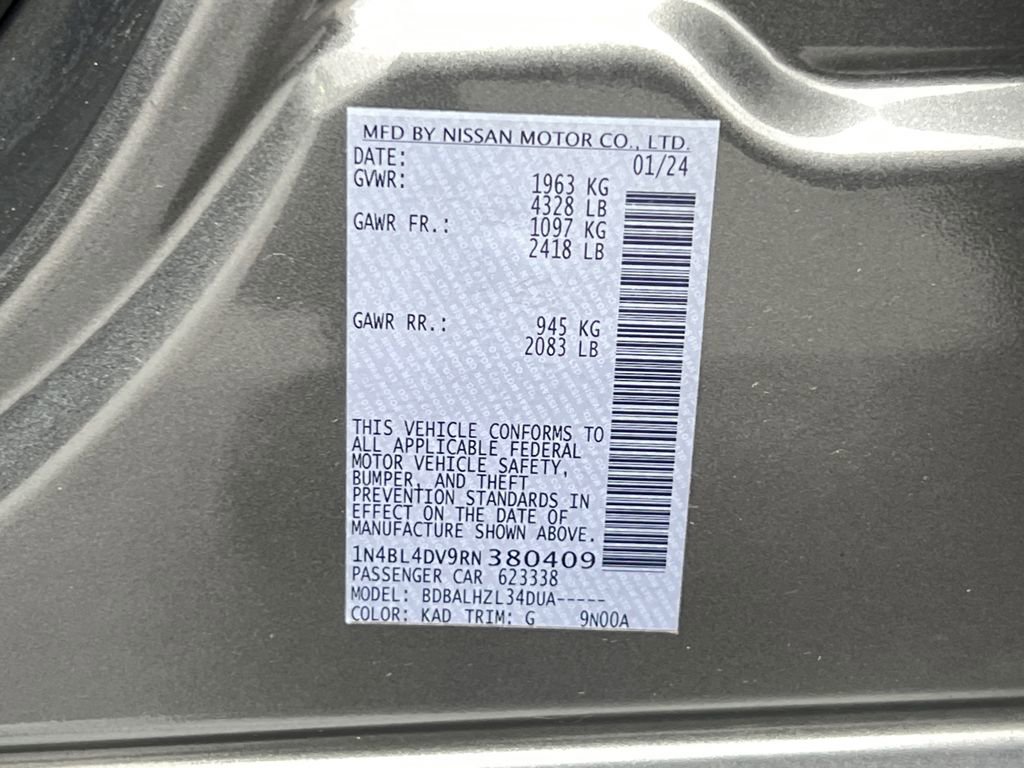 MFD BY NISSAN MOTOR CO., LTD.
DATE: 01/24
GVWR: 1963 KG
4328 LB
GAWR FR.: 1097 KG
2418 LB
GAWR RR.: 945 KG
2083 LB
THIS VEHICLE CONFORMS TO
ALL APPLICABLE FEDERAL
MOTOR VEHICLE SAFETY,
BUMPER, AND THEFT
PREVENTION STANDARDS IN
EFFECT ON THE DATE OF
MANUFACTURE SHOWN ABOVE.
1N4BL4DV9RN380409
PASSENGER CAR 623338
MODEL: BDBALHZL34DUA-----
COLOR: KAD TRIM: G 9N00A